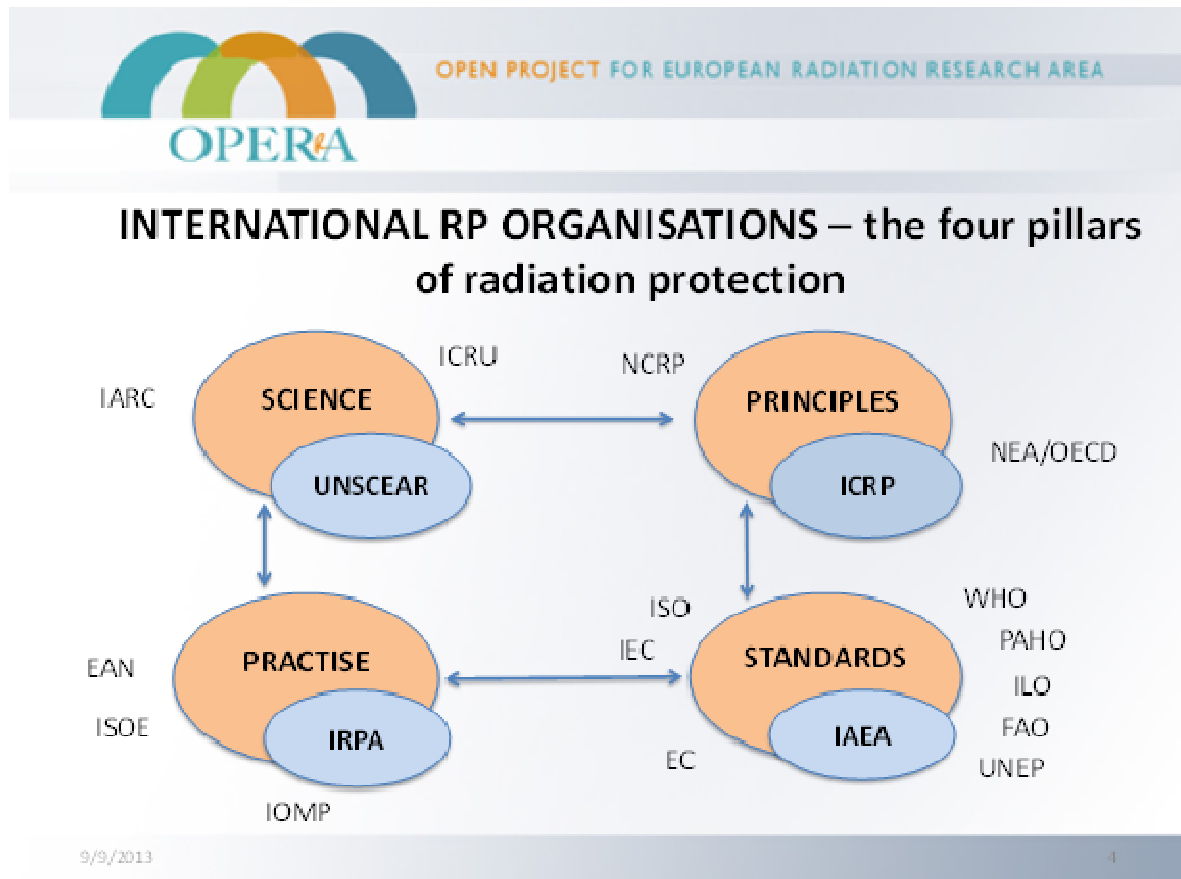 OPEN PROJECT FOR EUROPEAN RADIATION RESEARCH AREA
OPERRA
INTERNATIONAL RP ORGANISATIONS – the four pillars
of radiation protection
ICRU
NCRP
IARC
SCIENCE
PRINCIPLES
NEA/OECD
UNSCEAR
ICRP
WHO
ISO
PAHO
IEC
EAN
PRACTISE
STANDARDS
ILO
ISOE
FAO
IRPA
IAEA
EC
UNEP
IOMP
9/9/2013
4